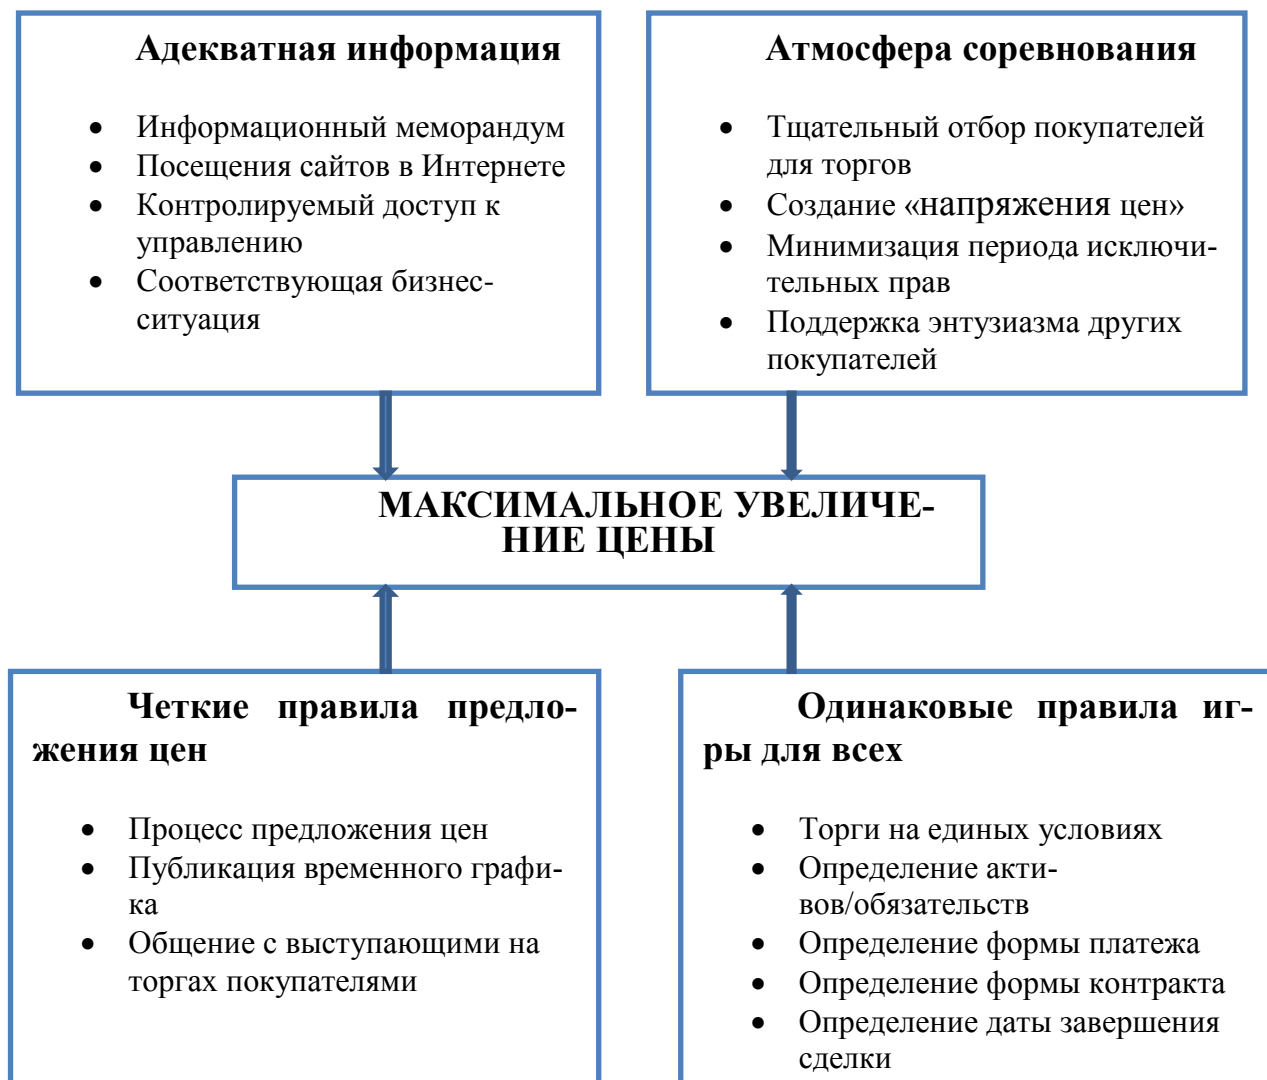 Адекватная информация
• Информационный меморандум
• Посещения сайтов в Интернете
• Контролируемый доступ к
управлению
• Соответствующая бизнес-
ситуация
Атмосфера соревнования
• Тщательный отбор покупателей
для торгов
• Создание «напряжения цен»
• Минимизация периода исключи-
тельных прав
• Поддержка энтузиазма других
покупателей
МАКСИМАЛЬНОЕ УВЕЛИЧЕ-
НИЕ ЦЕНЫ
Четкие правила предло-
жения цен
• Процесс предложения цен
• Публикация временного графи-
ка
• Общение с выступающими на
торгах покупателями
Одинаковые правила иг-
ры для всех
• Торги на единых условиях
• Определение акти-
вов/обязательств
• Определение формы платежа
• Определение формы контракта
• Определение даты завершения
сделки